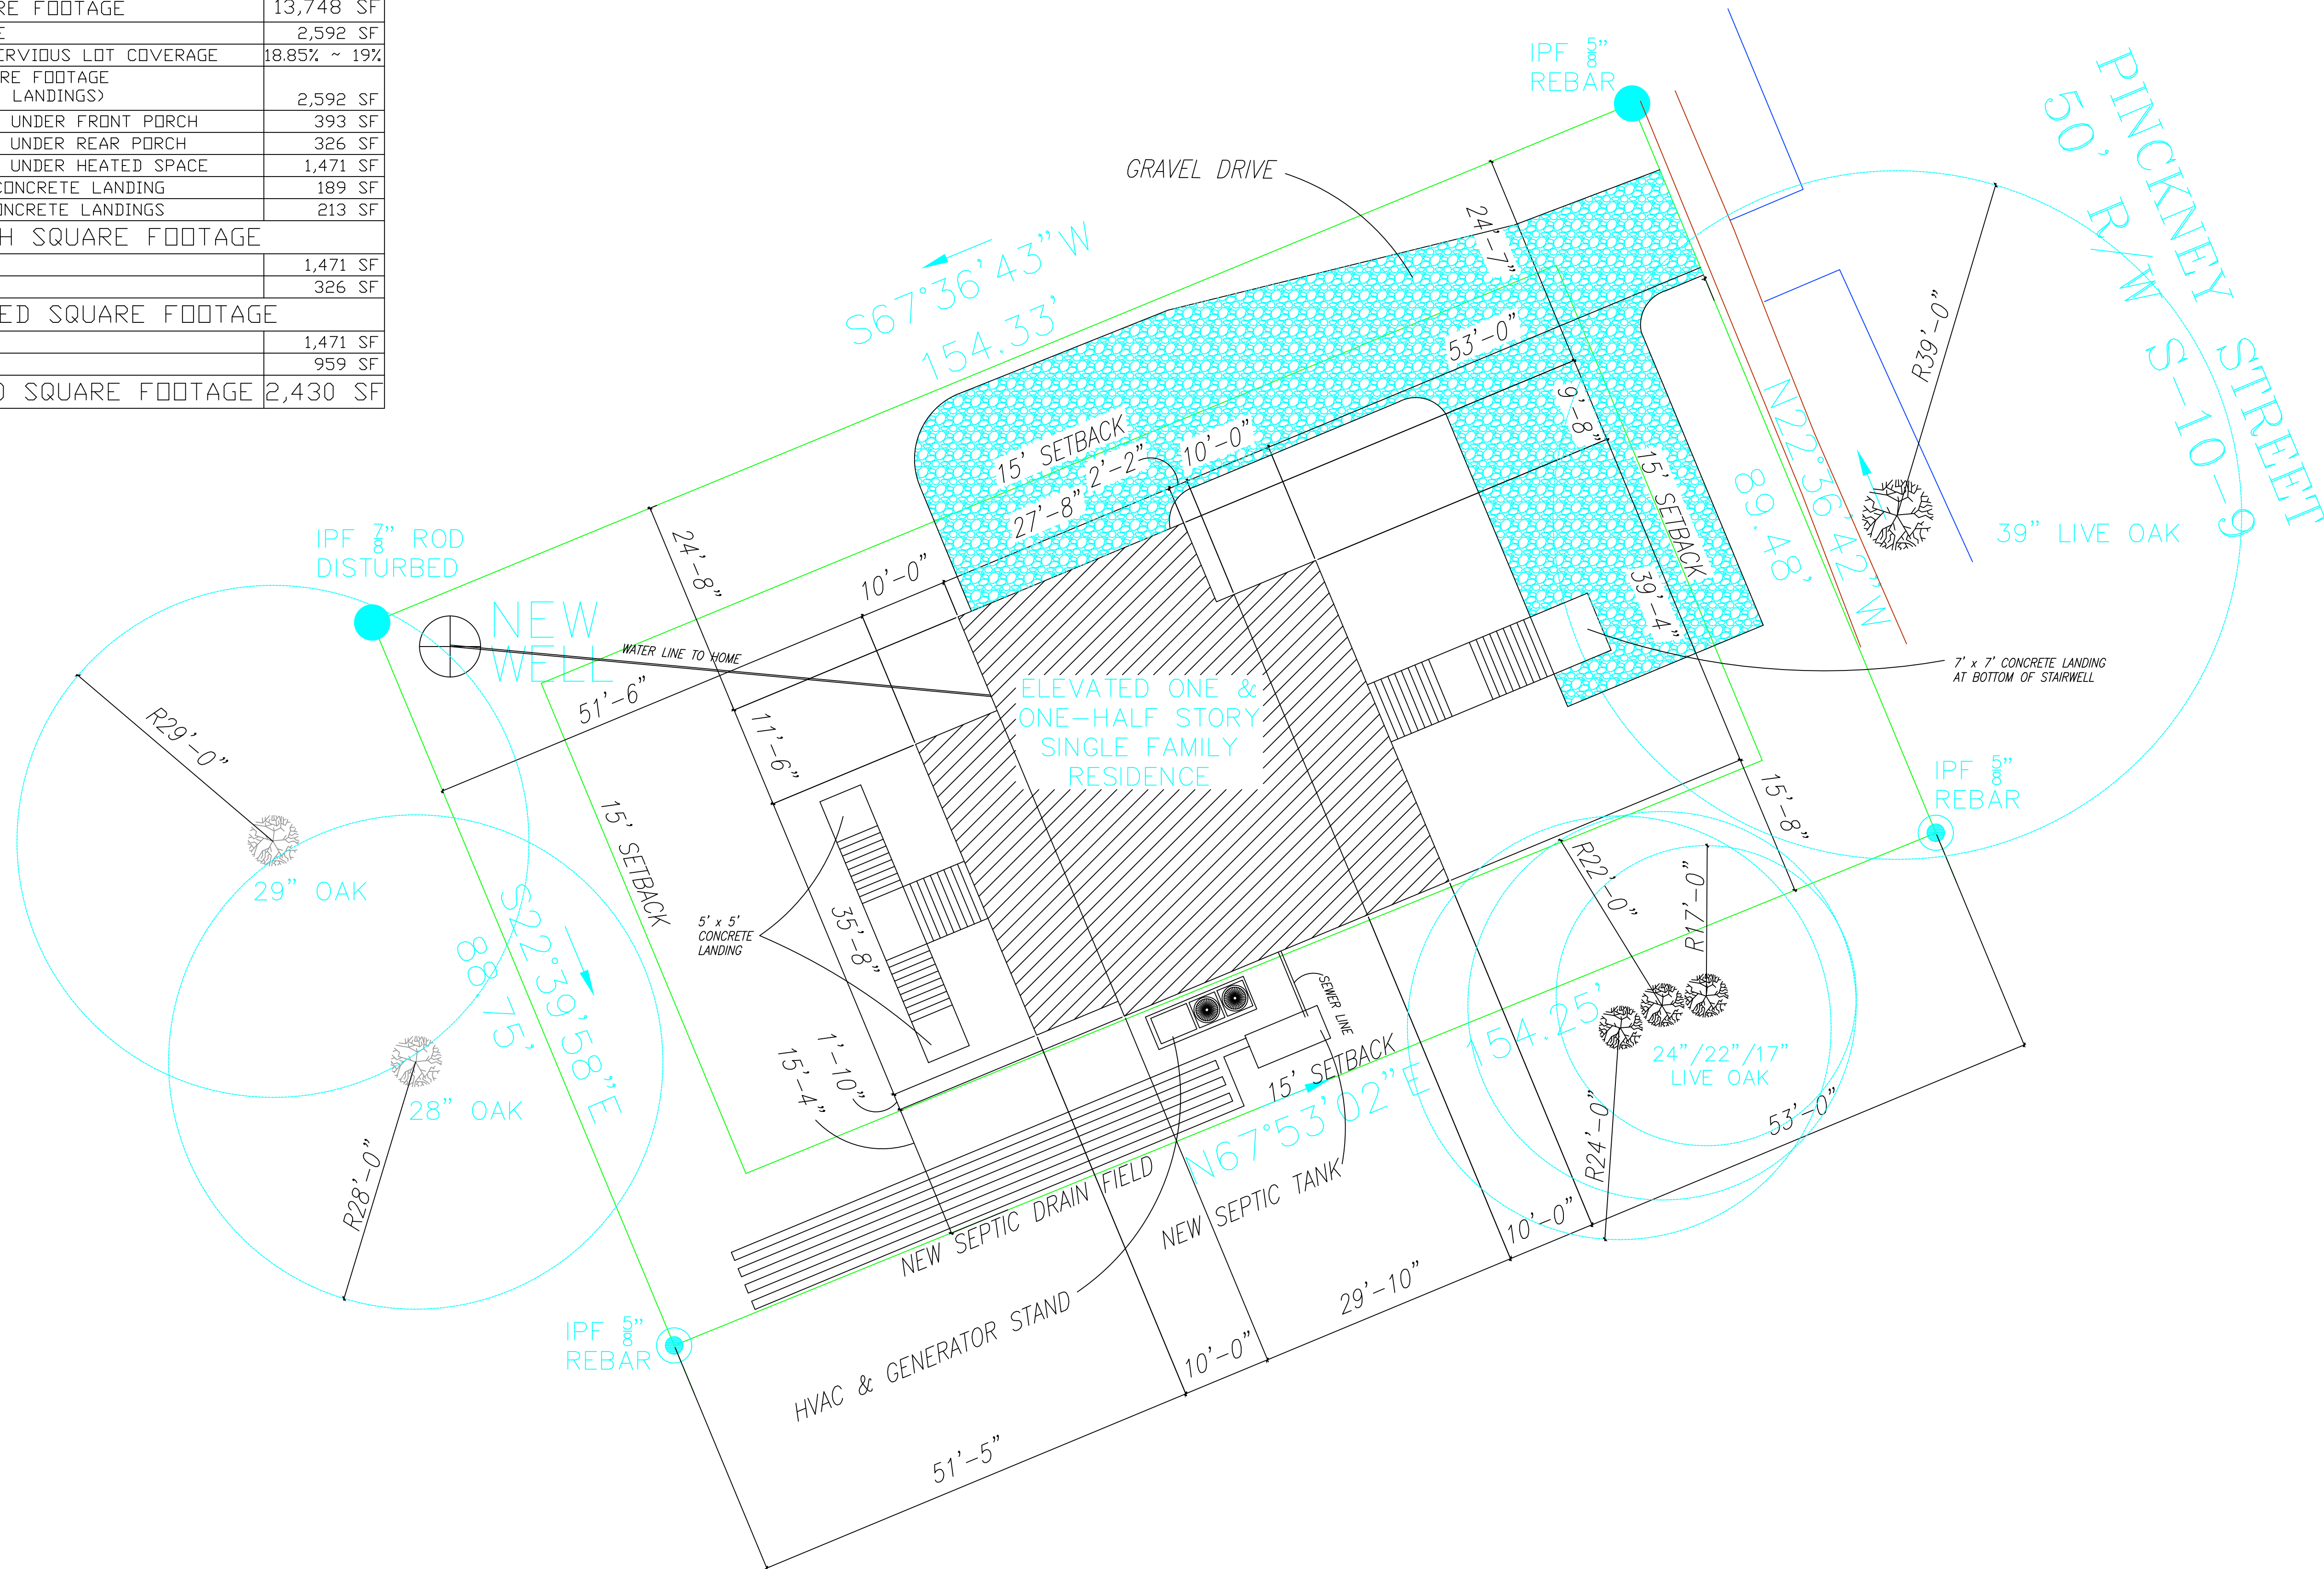 RE FOOTAGE 13,748 SF
E 2,592 SF
ERVIOUS LOT COVERAGE 18.85% ~ 19%
RE FOOTAGE
LANDINGS) 2,592 SF
UNDER FRONT PORCH 393 SF
UNDER REAR PORCH 326 SF
UNDER HEATED SPACE 1,471 SF
CONCRETE LANDING 189 SF
ONCRETE LANDINGS 213 SF
H SQUARE FOOTAGE
1,471 SF
326 SF
ED SQUARE FOOTAGE
1,471 SF
959 SF
D SQUARE FOOTAGE 2,430 SF
IPF 5/8"
REBAR
PINCKNEY STREET
50' R/W S-10-9
GRAVEL DRIVE
S67°36'43"W
154.33'
24'-7"
53'-0"
9'-8"
15' SETBACK
N22°36'42"W
89.48'
R39'-0"
39" LIVE OAK
15' SETBACK
27'-8"
2'-2"
10'-0"
10'-0"
24'-8"
39'-4"
IPF 7/8" ROD
DISTURBED
NEW
WELL
WATER LINE TO HOME
51'-6"
11'-6"
ELEVATED ONE &
ONE-HALF STORY
SINGLE FAMILY
RESIDENCE
7' x 7' CONCRETE LANDING
AT BOTTOM OF STAIRWELL
R29'-0"
29" OAK
15' SETBACK
S22°39'58"E
88.75'
5' x 5'
CONCRETE
LANDING
35'-8"
15'-8"
IPF 5/8"
REBAR
R22'-0"
R17'-0"
SEWER LINE
1'-10"
15'-4"
28" OAK
R28'-0"
15' SETBACK
N67°53'02"E 154.25'
24"/22"/17"
LIVE OAK
R24'-0"
53'-0"
NEW SEPTIC DRAIN FIELD
NEW SEPTIC TANK
HVAC & GENERATOR STAND
IPF 5/8"
REBAR
10'-0"
29'-10"
10'-0"
51'-5"